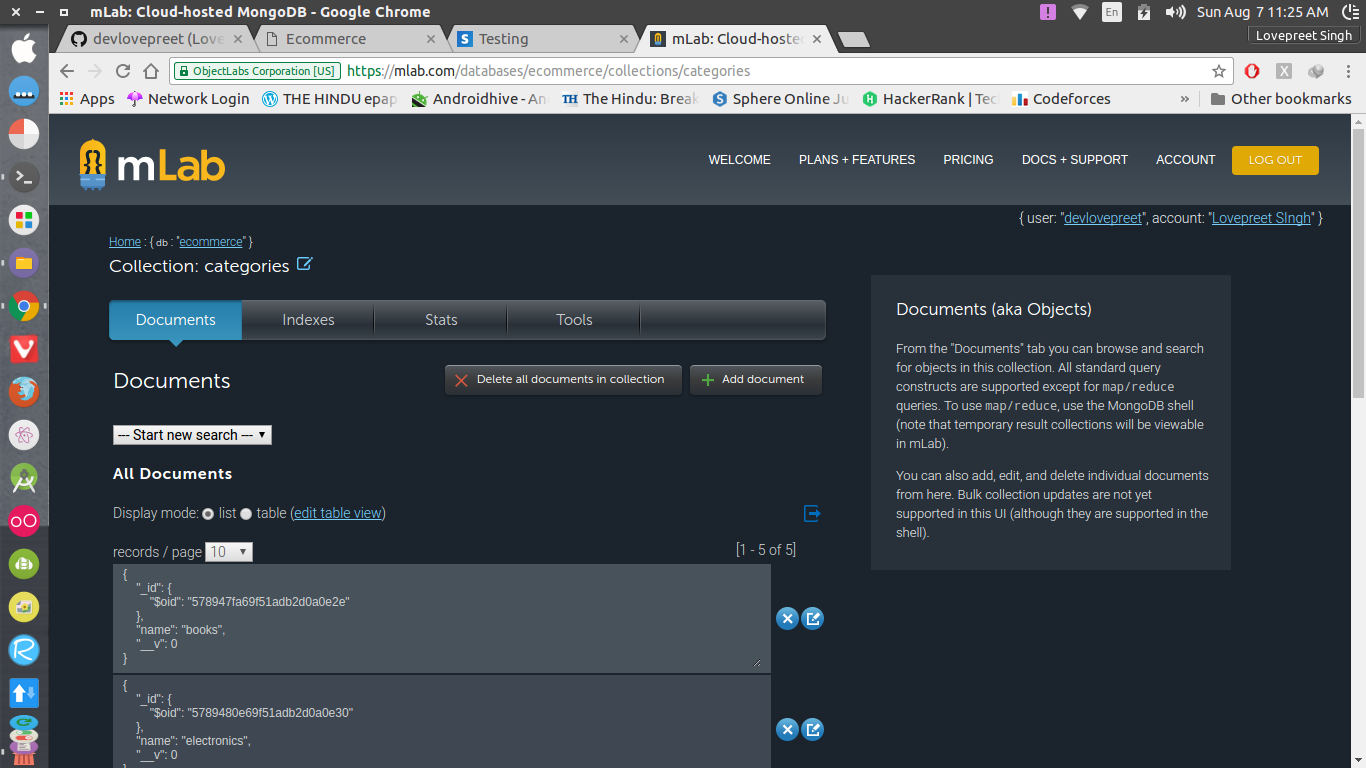 mLab: Cloud-hosted MongoDB - Google Chrome
En
Sun Aug 7 11:25 AM
Lovepreet Singh
devlovepreet (Love
Ecommerce
Testing
mLab: Cloud-hosted
ObjectLabs Corporation [US]
https://mlab.com/databases/ecommerce/collections/categories
Apps
Network Login
THE HINDU epap
Androidhive - An
The Hindu: Break
Sphere Online Ju
HackerRank | Tec
Codeforces
»
Other bookmarks
mLab
WELCOME
PLANS + FEATURES
PRICING
DOCS + SUPPORT
ACCOUNT
LOG OUT
{ user: "devlovepreet", account: "Lovepreet SIngh" }
Home : { db : "ecommerce" }
Collection: categories
Documents
Indexes
Stats
Tools
Documents
Delete all documents in collection
Add document
--- Start new search ---
All Documents
Display mode: list table (edit table view)
records / page 10
[1 - 5 of 5]
{
"_id": {
"$oid": "578947fa69f51adb2d0a0e2e"
},
"name": "books",
"__v": 0
}
{
"_id": {
"$oid": "5789480e69f51adb2d0a0e30"
},
"name": "electronics",
"__v": 0
Documents (aka Objects)
From the "Documents" tab you can browse and search
for objects in this collection. All standard query
constructs are supported except for map/reduce
queries. To use map/reduce, use the MongoDB shell
(note that temporary result collections will be viewable
in mLab).
You can also add, edit, and delete individual documents
from here. Bulk collection updates are not yet
supported in this UI (although they are supported in the
shell).